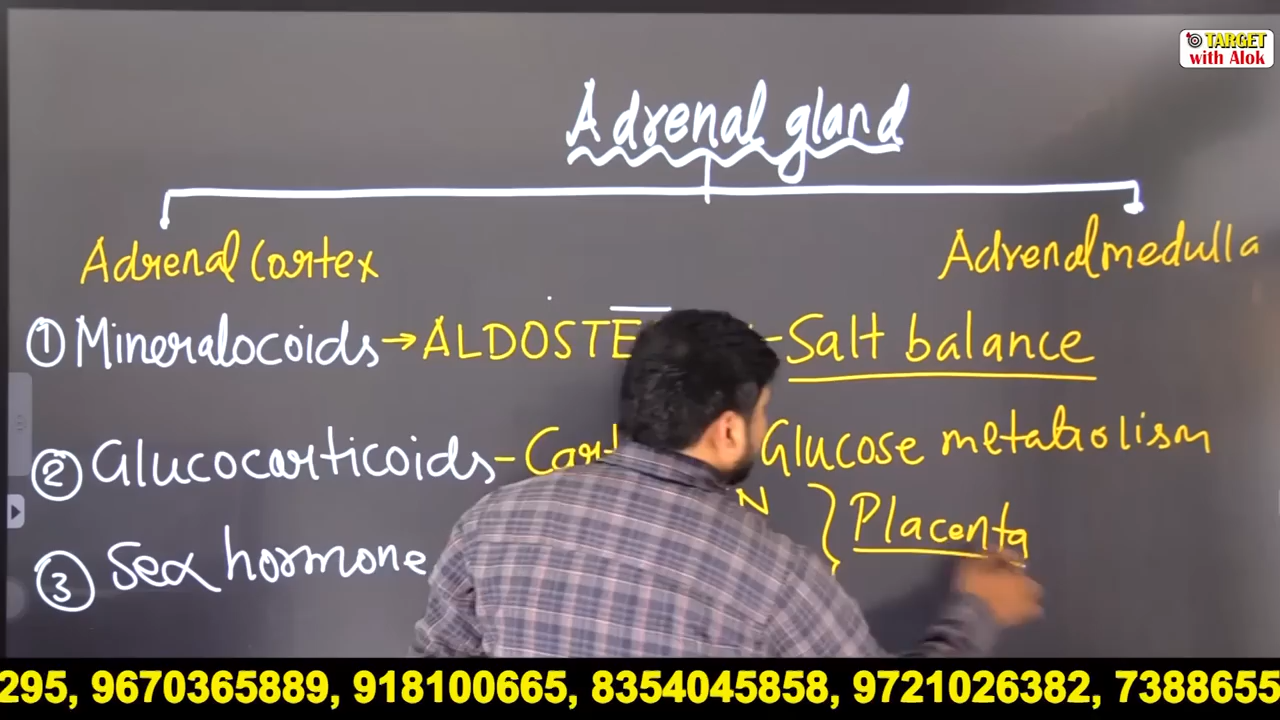 TARGET
with Alok
Adrenal gland
Adrenal Cortex
Adrenal medulla
① Mineralocoids → ALDOSTE - Salt balance
② Glucocorticoids - Cort Glucose metabolism
N } Placenta
③ Sex hormone
295, 9670365889, 918100665, 8354045858, 9721026382, 7388655